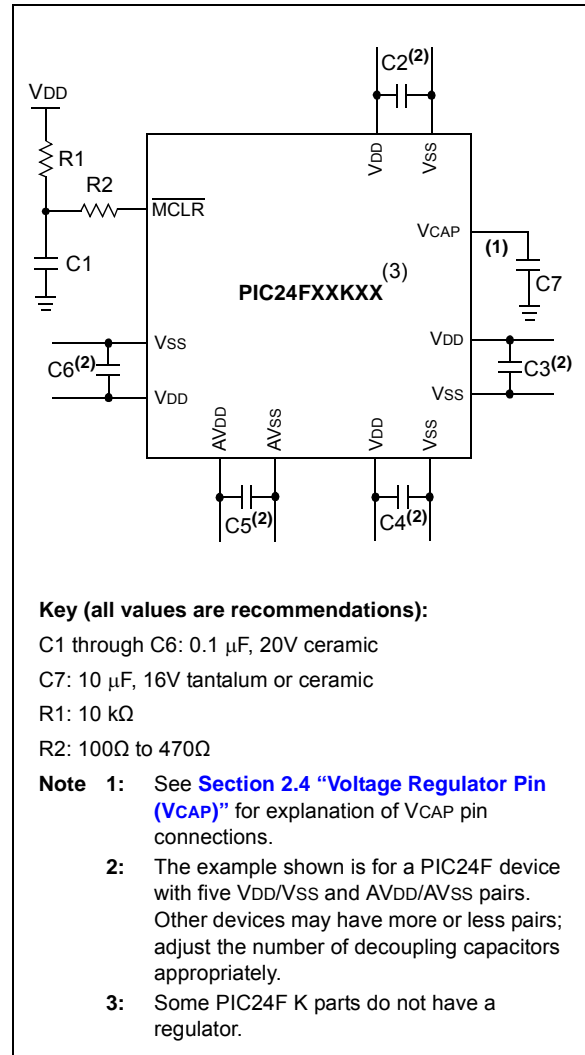 C2(2)
VDD
R1
R2
VDD
VSS
MCLR
VCAP
(1)
C1
PIC24FXXKXX(3)
C7
VSS
VDD
C6(2)
C3(2)
VDD
VSS
AVDD
AVSS
VDD
VSS
C5(2)
C4(2)
Key (all values are recommendations):
C1 through C6: 0.1 μF, 20V ceramic
C7: 10 μF, 16V tantalum or ceramic
R1: 10 kΩ
R2: 100Ω to 470Ω
Note 1: See Section 2.4 “Voltage Regulator Pin
(VCAP)” for explanation of VCAP pin
connections.
2: The example shown is for a PIC24F device
with five VDD/VSS and AVDD/AVSS pairs.
Other devices may have more or less pairs;
adjust the number of decoupling capacitors
appropriately.
3: Some PIC24F K parts do not have a
regulator.